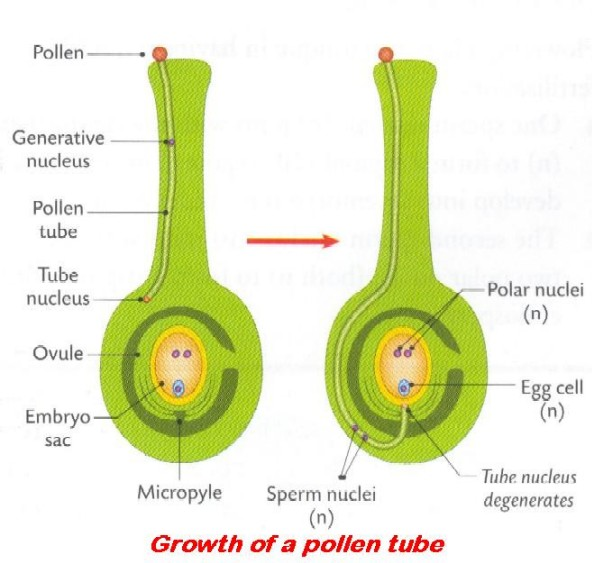 Pollen
Generative
nucleus
Pollen
tube
Tube
nucleus
Ovule
Embryo
sac
Micropyle
Polar nuclei
(n)
Egg cell
(n)
Sperm nuclei
(n)
Tube nucleus
degenerates
Growth of a pollen tube